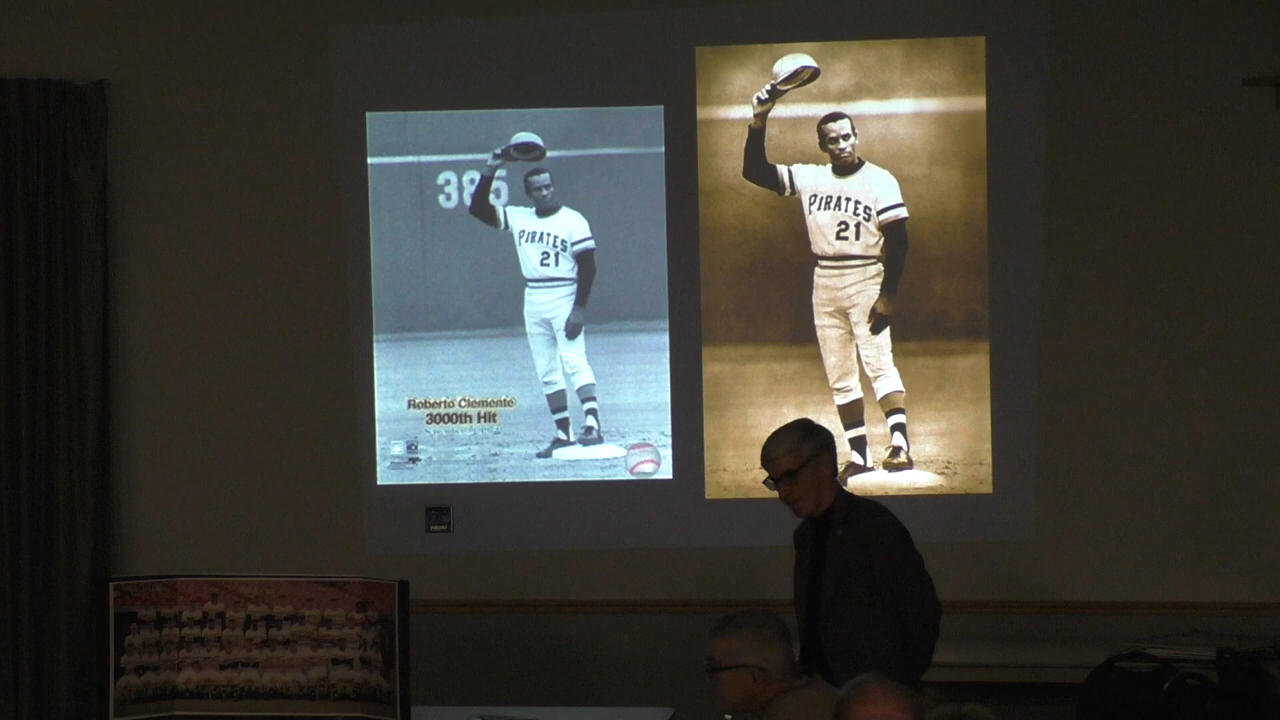 385
PIRATES
21
Roberto Clemente
3000th Hit
PIRATES
21